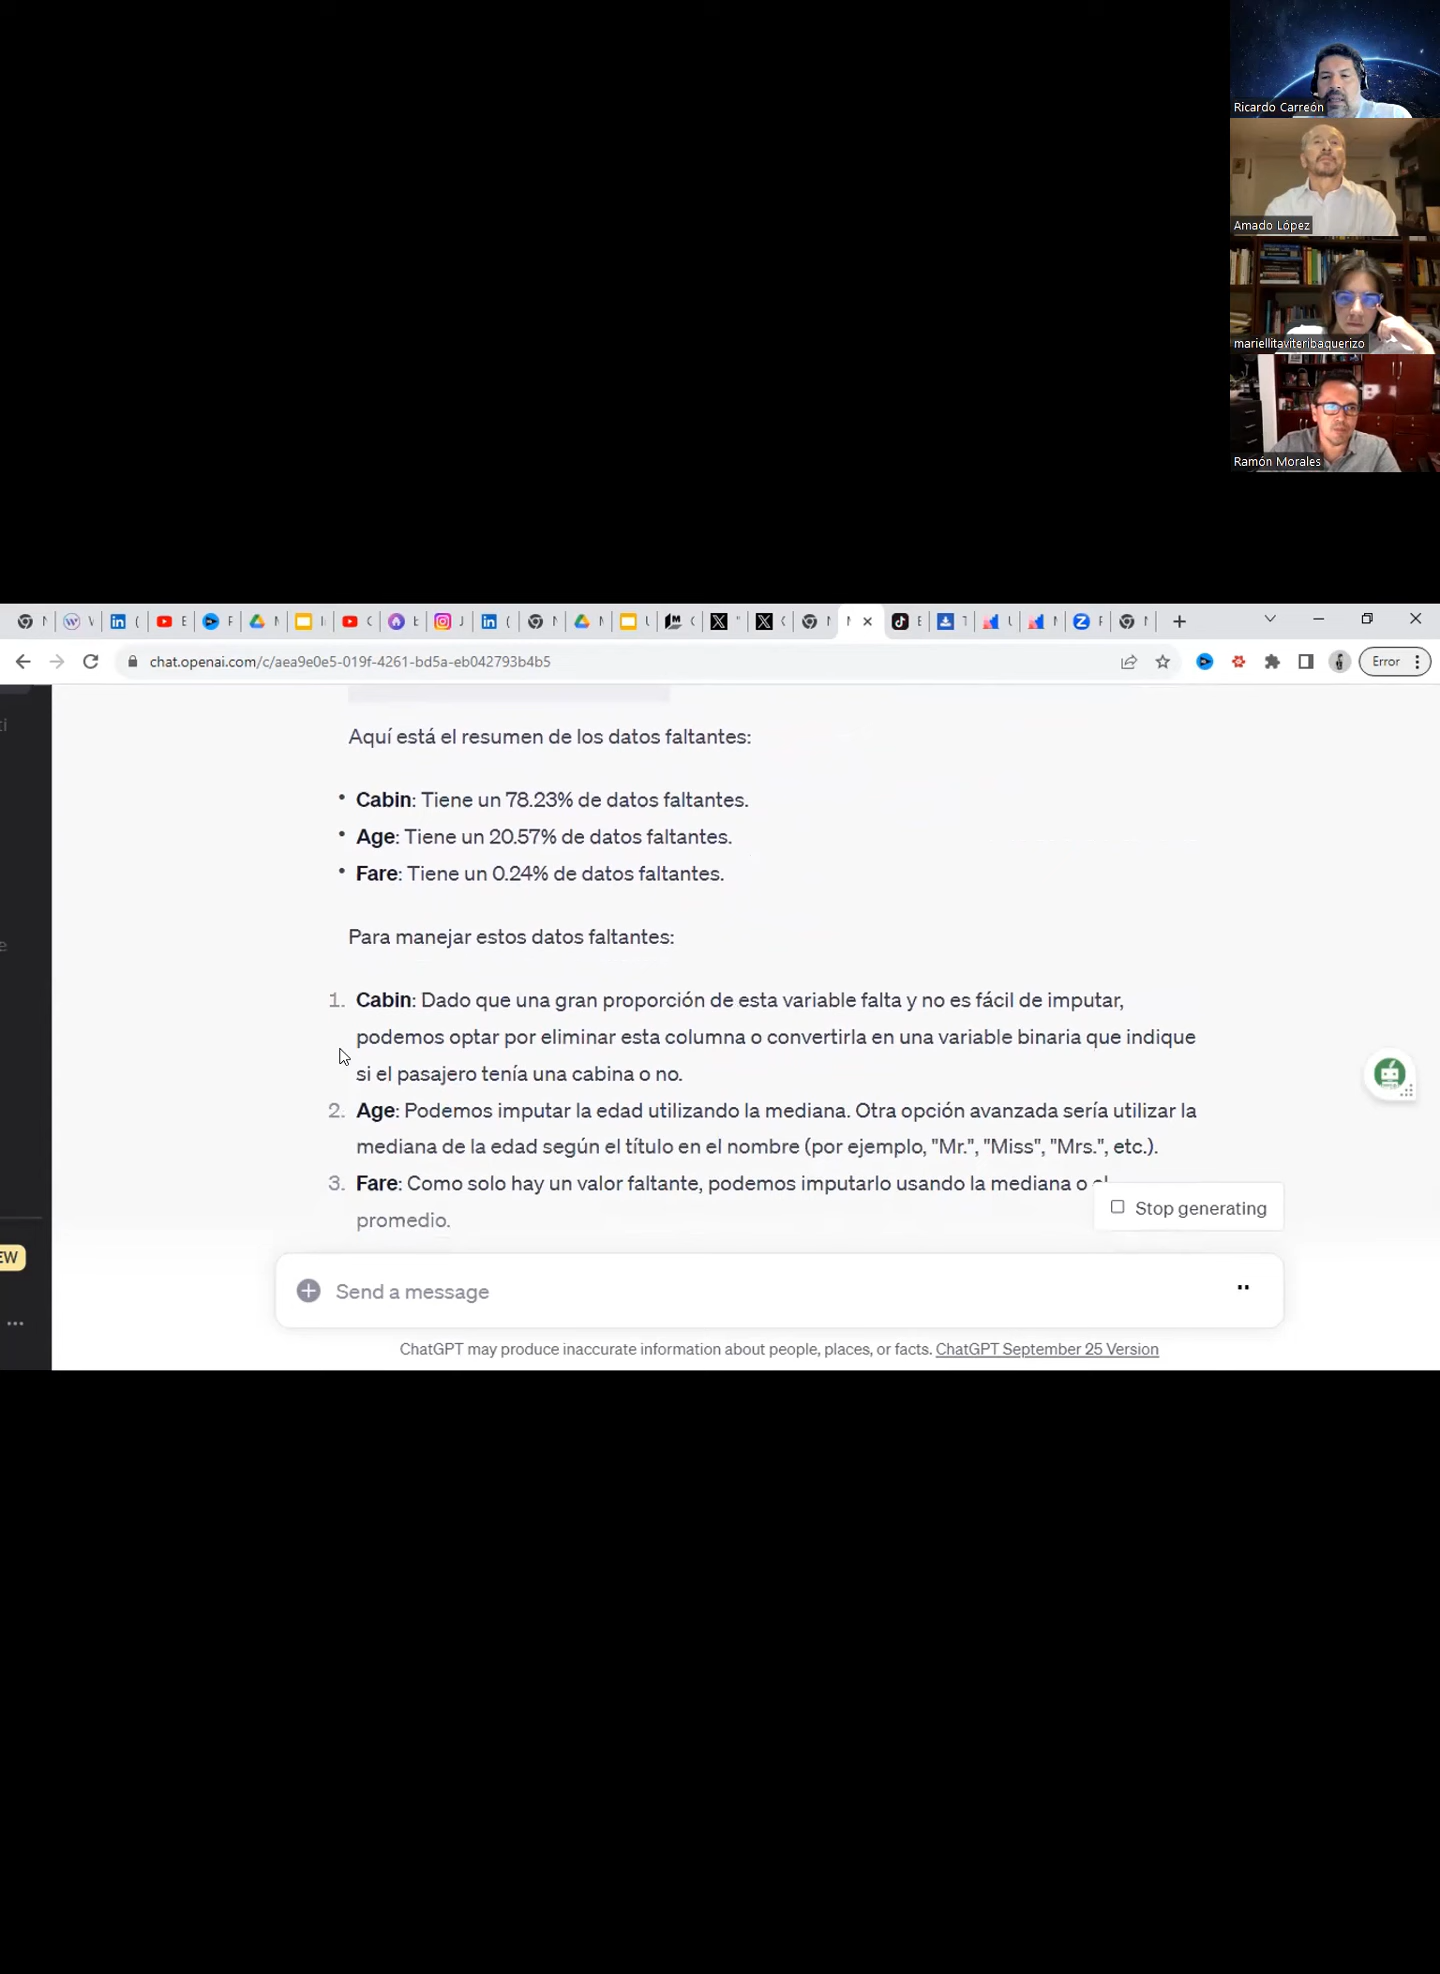 Ricardo Carreón
Amado López
mariellitaviteribaquerizo
Ramón Morales
chat.openai.com/c/aea9e0e5-019f-4261-bd5a-eb042793b4b5
Error
Aquí está el resumen de los datos faltantes:
• Cabin: Tiene un 78.23% de datos faltantes.
• Age: Tiene un 20.57% de datos faltantes.
• Fare: Tiene un 0.24% de datos faltantes.
Para manejar estos datos faltantes:
1. Cabin: Dado que una gran proporción de esta variable falta y no es fácil de imputar,
podemos optar por eliminar esta columna o convertirla en una variable binaria que indique
si el pasajero tenía una cabina o no.
2. Age: Podemos imputar la edad utilizando la mediana. Otra opción avanzada sería utilizar la
mediana de la edad según el título en el nombre (por ejemplo, "Mr.", "Miss", "Mrs.", etc.).
3. Fare: Como solo hay un valor faltante, podemos imputarlo usando la mediana o el
promedio.
Stop generating
Send a message
ChatGPT may produce inaccurate information about people, places, or facts. ChatGPT September 25 Version